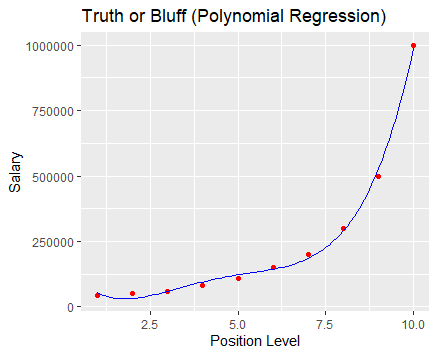 Truth or Bluff (Polynomial Regression)
1000000
750000
500000
250000
0
2.5 5.0 7.5 10.0
Position Level
Salary